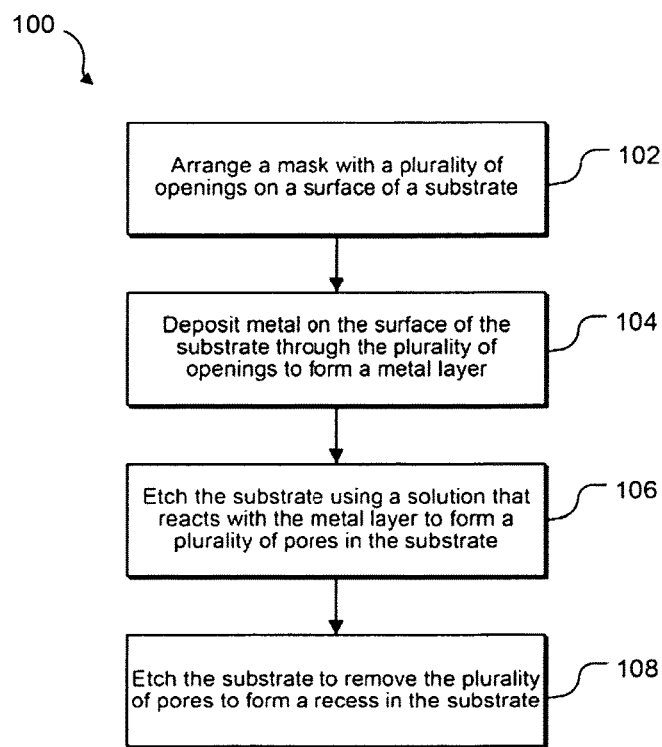 100
Arrange a mask with a plurality of
openings on a surface of a substrate
102
Deposit metal on the surface of the
substrate through the plurality of
openings to form a metal layer
104
Etch the substrate using a solution that
reacts with the metal layer to form a
plurality of pores in the substrate
106
Etch the substrate to remove the plurality
of pores to form a recess in the substrate
108